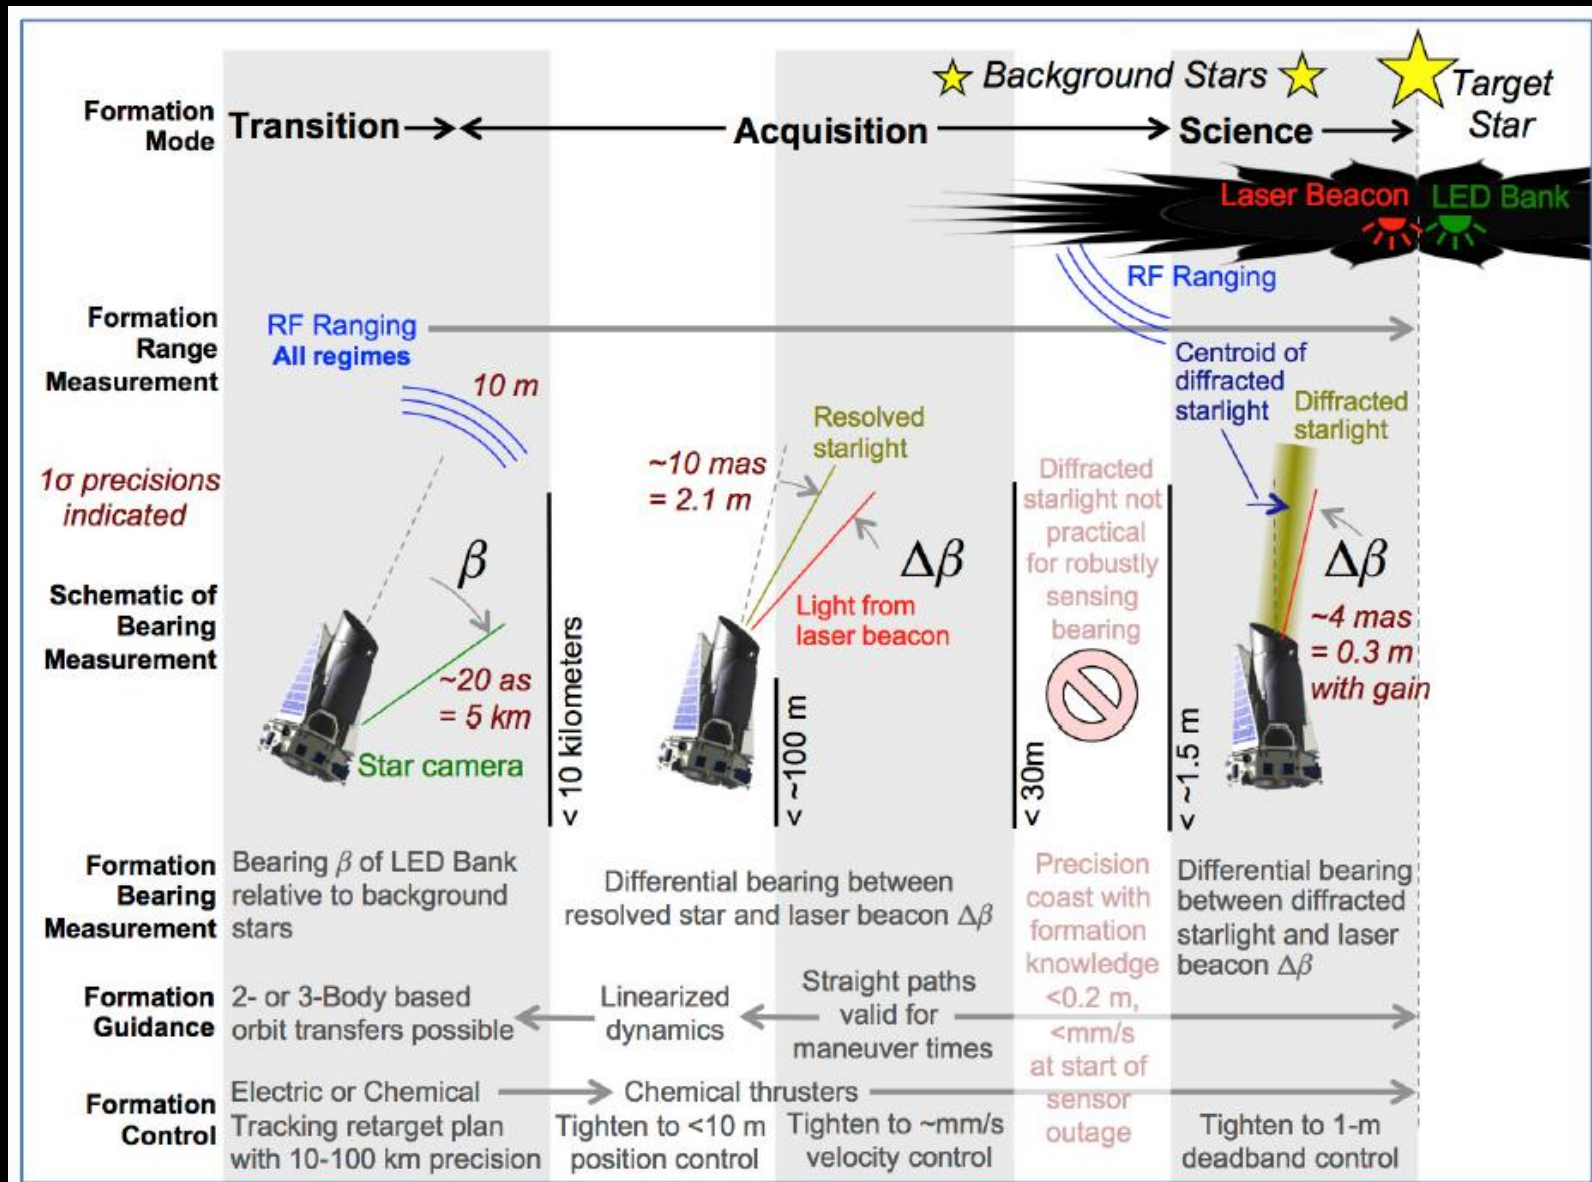 Background Stars
Target
Star
Formation
Mode
Transition
Acquisition
Science
Laser Beacon
LED Bank
RF Ranging
Formation
Range
Measurement
RF Ranging
All regimes
10 m
Centroid of
diffracted
starlight
Diffracted
starlight
1σ precisions
indicated
Resolved
starlight
~10 mas
= 2.1 m
Diffracted
starlight not
practical
for robustly
sensing
bearing
Schematic of
Bearing
Measurement
β
~20 as
= 5 km
Star camera
< 10 kilometers
Δβ
Light from
laser beacon
< ~100 m
< 30m
< ~1.5 m
Δβ
~4 mas
= 0.3 m
with gain
Formation
Bearing
Measurement
Bearing β of LED Bank
relative to background
stars
Differential bearing between
resolved star and laser beacon Δβ
Precision
coast with
formation
knowledge
<0.2 m,
<mm/s
at start of
sensor
outage
Differential bearing
between diffracted
starlight and laser
beacon Δβ
Formation
Guidance
2- or 3-Body based
orbit transfers possible
Linearized
dynamics
Straight paths
valid for
maneuver times
Formation
Control
Electric or Chemical
Tracking retarget plan
with 10-100 km precision
Chemical thrusters
Tighten to <10 m
position control
Tighten to ~mm/s
velocity control
Tighten to 1-m
deadband control